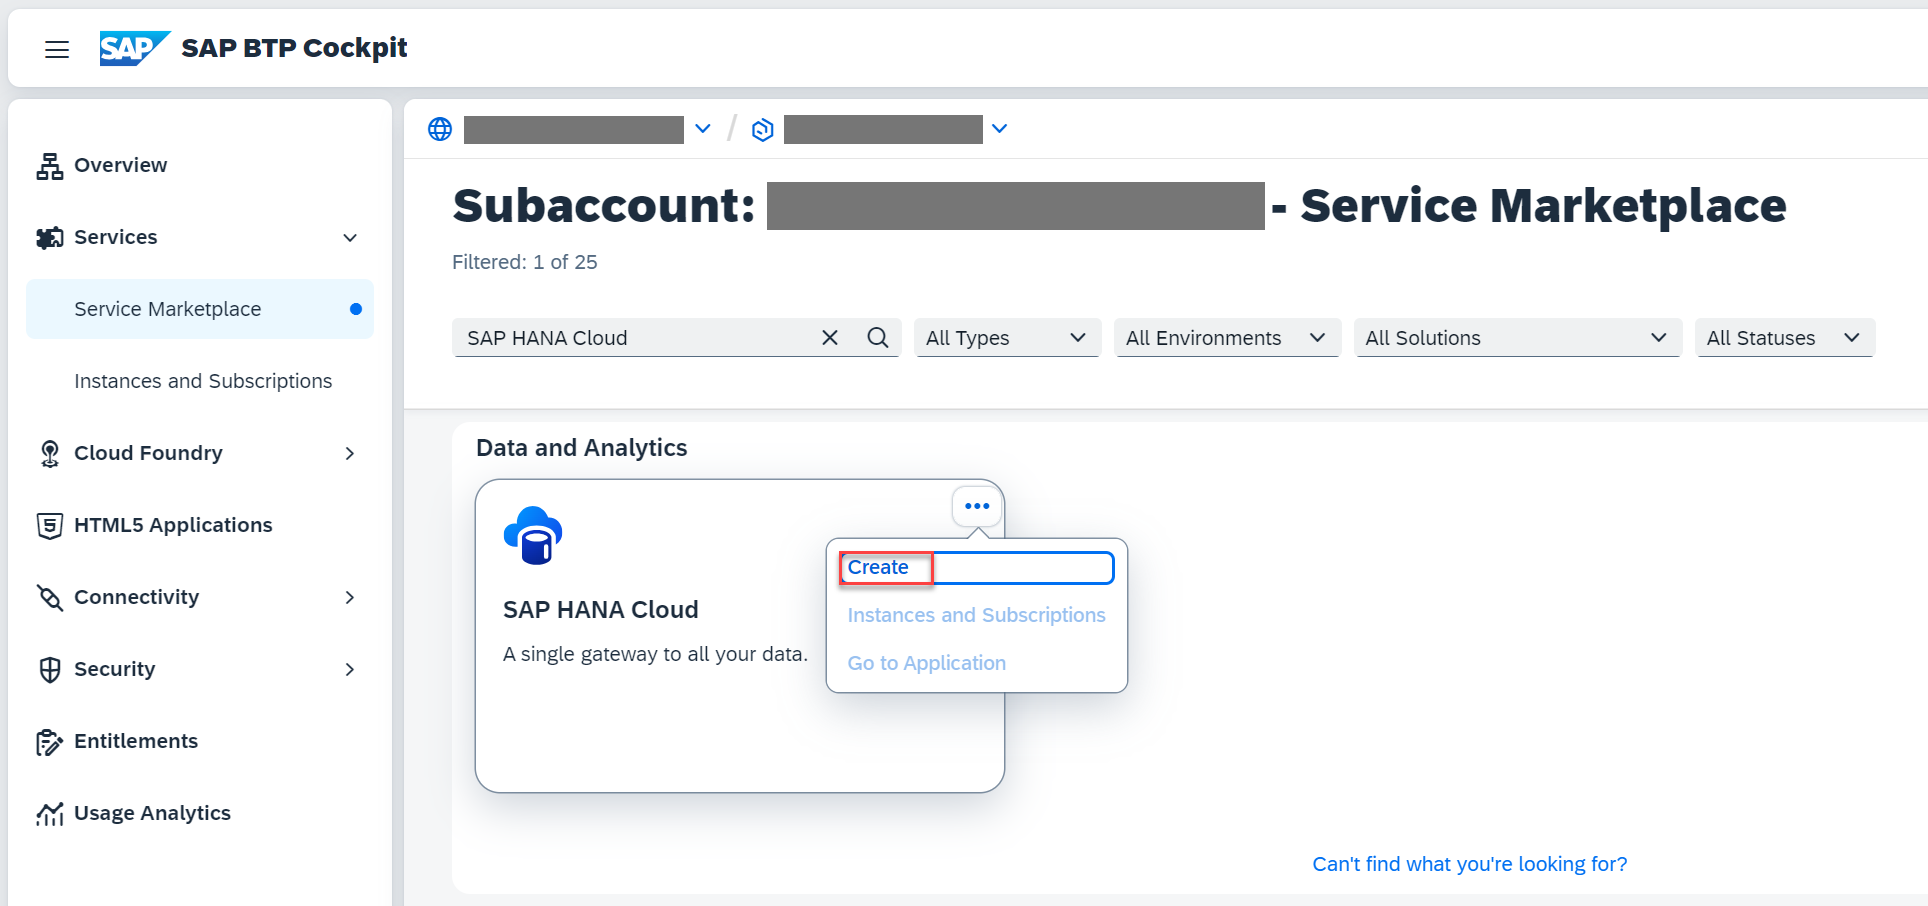 SAP SAP BTP Cockpit
Overview
Services
Service Marketplace
Instances and Subscriptions
Cloud Foundry
HTML5 Applications
Connectivity
Security
Entitlements
Usage Analytics
/
Subaccount: - Service Marketplace
Filtered: 1 of 25
SAP HANA Cloud All Types All Environments All Solutions All Statuses
Data and Analytics
SAP HANA Cloud
A single gateway to all your data.
Create
Instances and Subscriptions
Go to Application
Can't find what you're looking for?